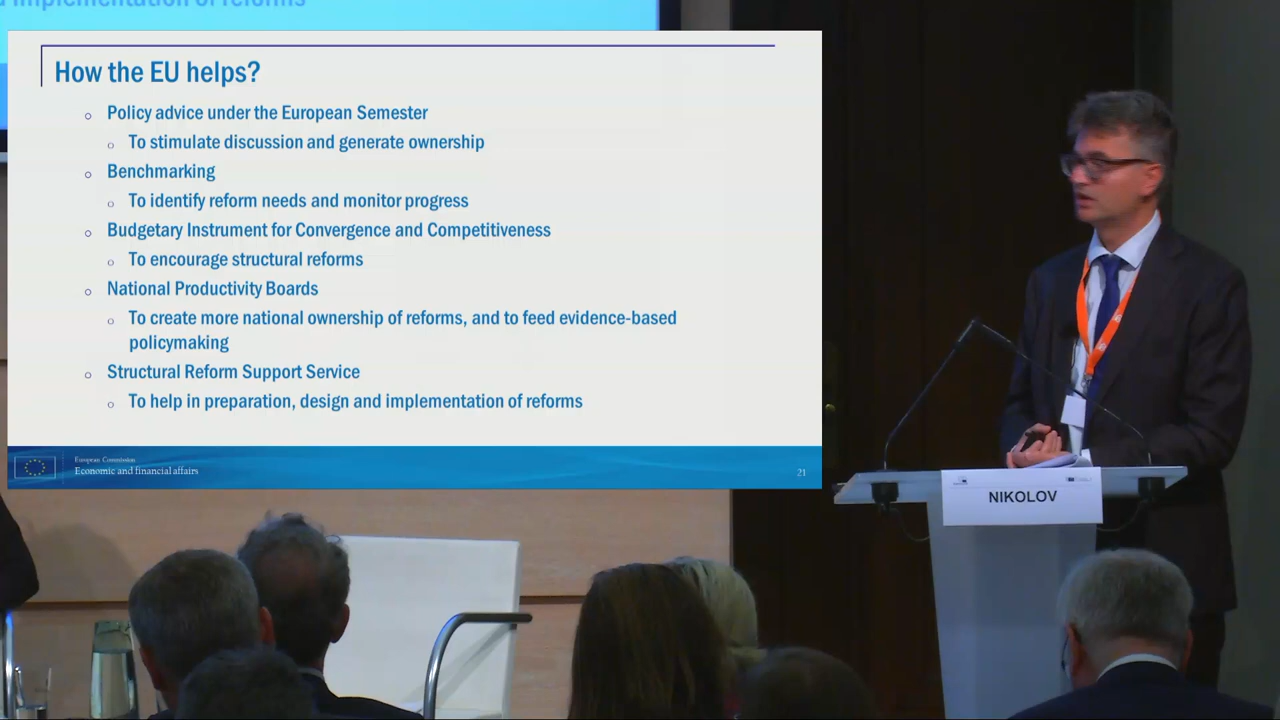 d implementation of reforms
How the EU helps?
Policy advice under the European Semester
To stimulate discussion and generate ownership
Benchmarking
To identify reform needs and monitor progress
Budgetary Instrument for Convergence and Competitiveness
To encourage structural reforms
National Productivity Boards
To create more national ownership of reforms, and to feed evidence-based
policymaking
Structural Reform Support Service
To help in preparation, design and implementation of reforms
European Commission
Economic and financial affairs
21
NIKOLOV